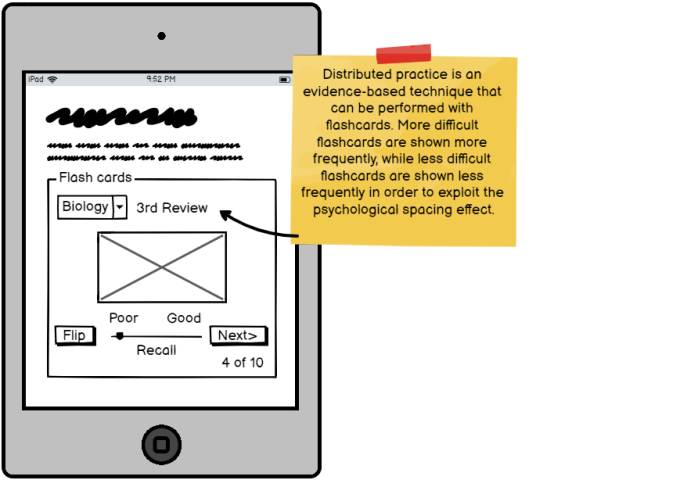 iPad 9:52 PM
Distributed practice is an
evidence-based technique that
can be performed with
flashcards. More difficult
flashcards are shown more
frequently, while less difficult
flashcards are shown less
frequently in order to exploit the
psychological spacing effect.
Flash cards
Biology 3rd Review
Poor Good
Flip Next>
Recall
4 of 10